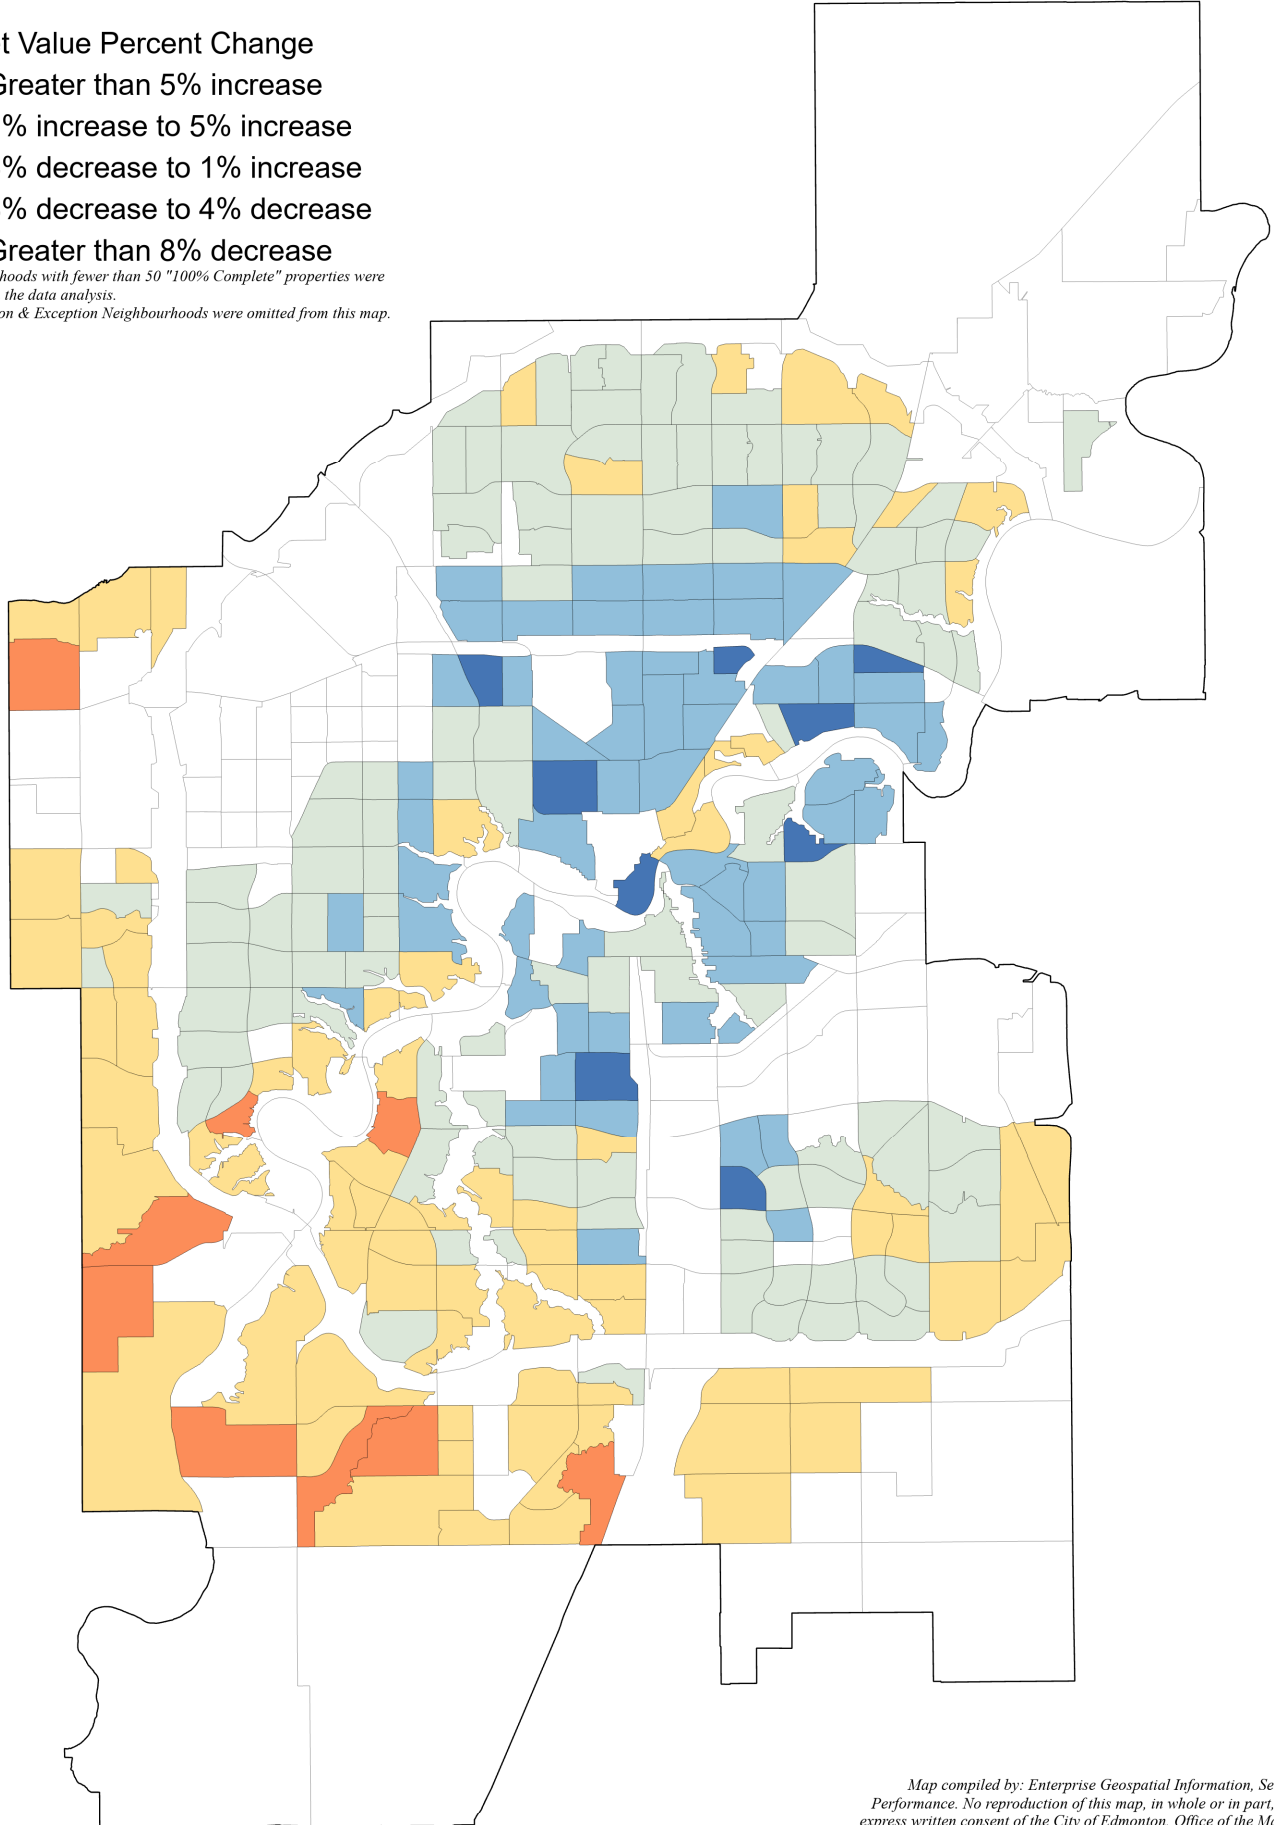 t Value Percent Change
Greater than 5% increase
% increase to 5% increase
% decrease to 1% increase
% decrease to 4% decrease
Greater than 8% decrease
hoods with fewer than 50 "100% Complete" properties were
the data analysis.
on & Exception Neighbourhoods were omitted from this map.
Map compiled by: Enterprise Geospatial Information, Se
Performance. No reproduction of this map, in whole or in part,
express written consent of the City of Edmonton, Office of the Mo